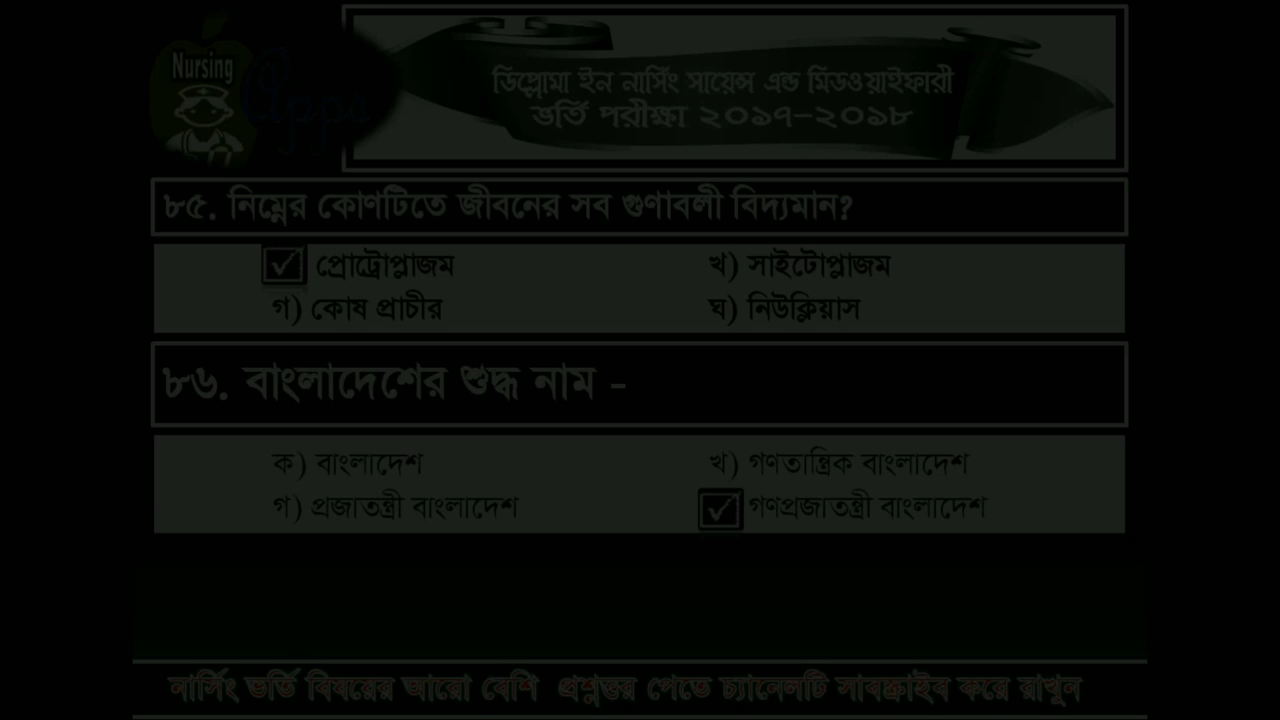 Nursing
apps
ডিপ্লোমা ইন নার্সিং সায়েন্স এন্ড মিডওয়াইফারী
ভর্তি পরীক্ষা ২০১৭-২০১৮
৮৫. নিম্নের কোণটিতে জীবনের সব গুণাবলী বিদ্যমান?
প্রোট্রোপ্লাজম খ) সাইটোপ্লাজম
গ) কোষ প্রাচীর ঘ) নিউক্লিয়াস
৮৬. বাংলাদেশের শুদ্ধ নাম -
ক) বাংলাদেশ খ) গণতান্ত্রিক বাংলাদেশ
গ) প্রজাতন্ত্রী বাংলাদেশ গণপ্রজাতন্ত্রী বাংলাদেশ
নার্সিং ভর্তি বিষয়ের আরো বেশি প্রশ্নত্তর পেতে চ্যানেলটি সাবস্ক্রাইব করে রাখুন